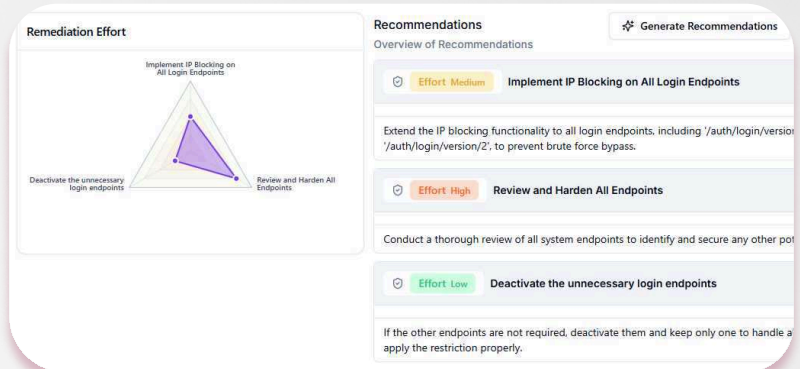 Remediation Effort
Implement IP Blocking on
All Login Endpoints
Deactivate the unnecessary
login endpoints
Review and Harden All
Endpoints
Recommendations
Generate Recommendations
Overview of Recommendations
Effort Medium Implement IP Blocking on All Login Endpoints
Extend the IP blocking functionality to all login endpoints, including
'/auth/login/version/2', to prevent brute force bypass.
Effort High Review and Harden All Endpoints
Conduct a thorough review of all system endpoints to identify and secure any other
Effort Low Deactivate the unnecessary login endpoints
If the other endpoints are not required, deactivate them and keep only one to handle
apply the restriction properly.